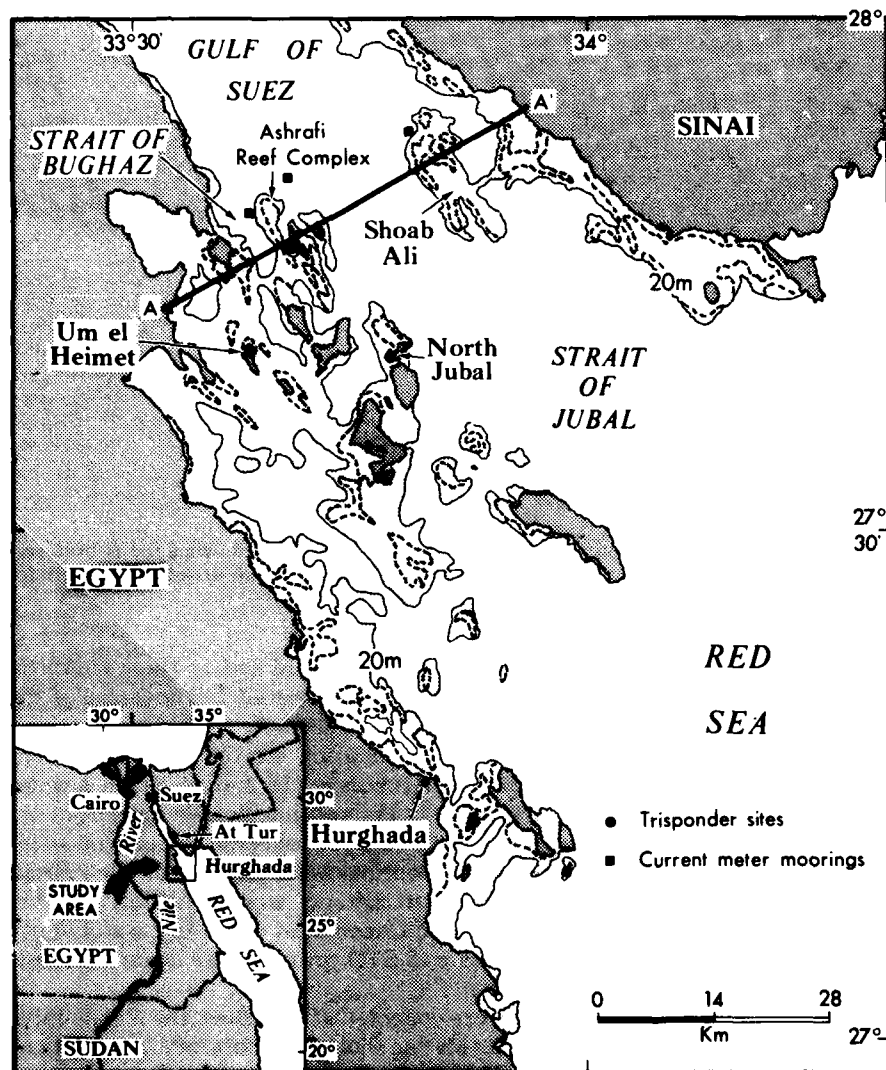 33°30'
34°
28°
GULF OF
SUEZ
A'
SINAI
STRAIT OF
BUGHAZ
Ashrafi
Reef Complex
Shoab
Ali
20m
A
Um el
Heimet
North
Jubal
STRAIT
OF
JUBAL
27°
30'
EGYPT
RED
SEA
20m
Hurghada
Trisponder sites
Current meter moorings
0 14 28
Km
27°
30° 35°
Cairo
Suez
30°
River
At Tur
Hurghada
STUDY
AREA
Nile
RED
SEA
25°
EGYPT
SUDAN
20°